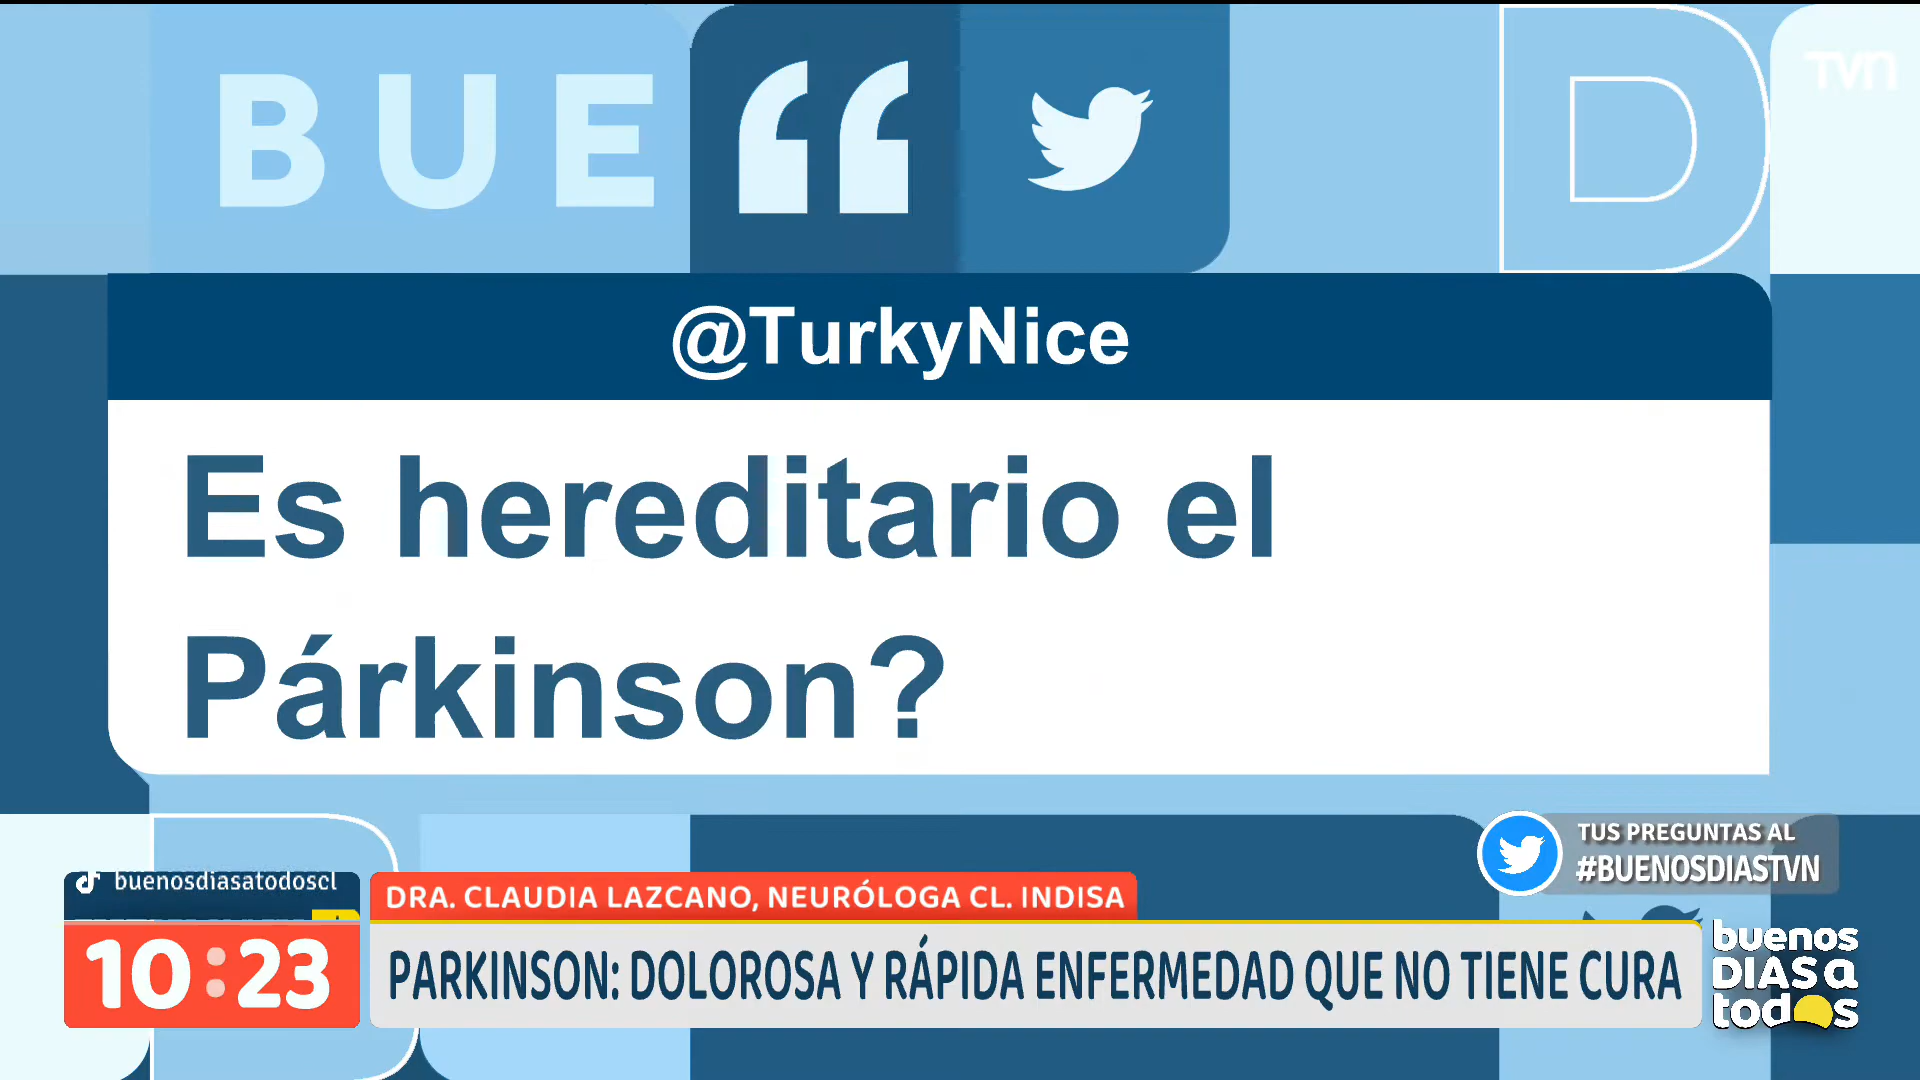 BUE
D
TVN
@TurkyNice
Es hereditario el
Párkinson?
TUS PREGUNTAS AL
#BUENOSDIASTVN
buenosdiasatodoscl
DRA. CLAUDIA LAZCANO, NEURÓLOGA CL. INDISA
10:23
PARKINSON: DOLOROSA Y RÁPIDA ENFERMEDAD QUE NO TIENE CURA
buenos
DIAS a
todos